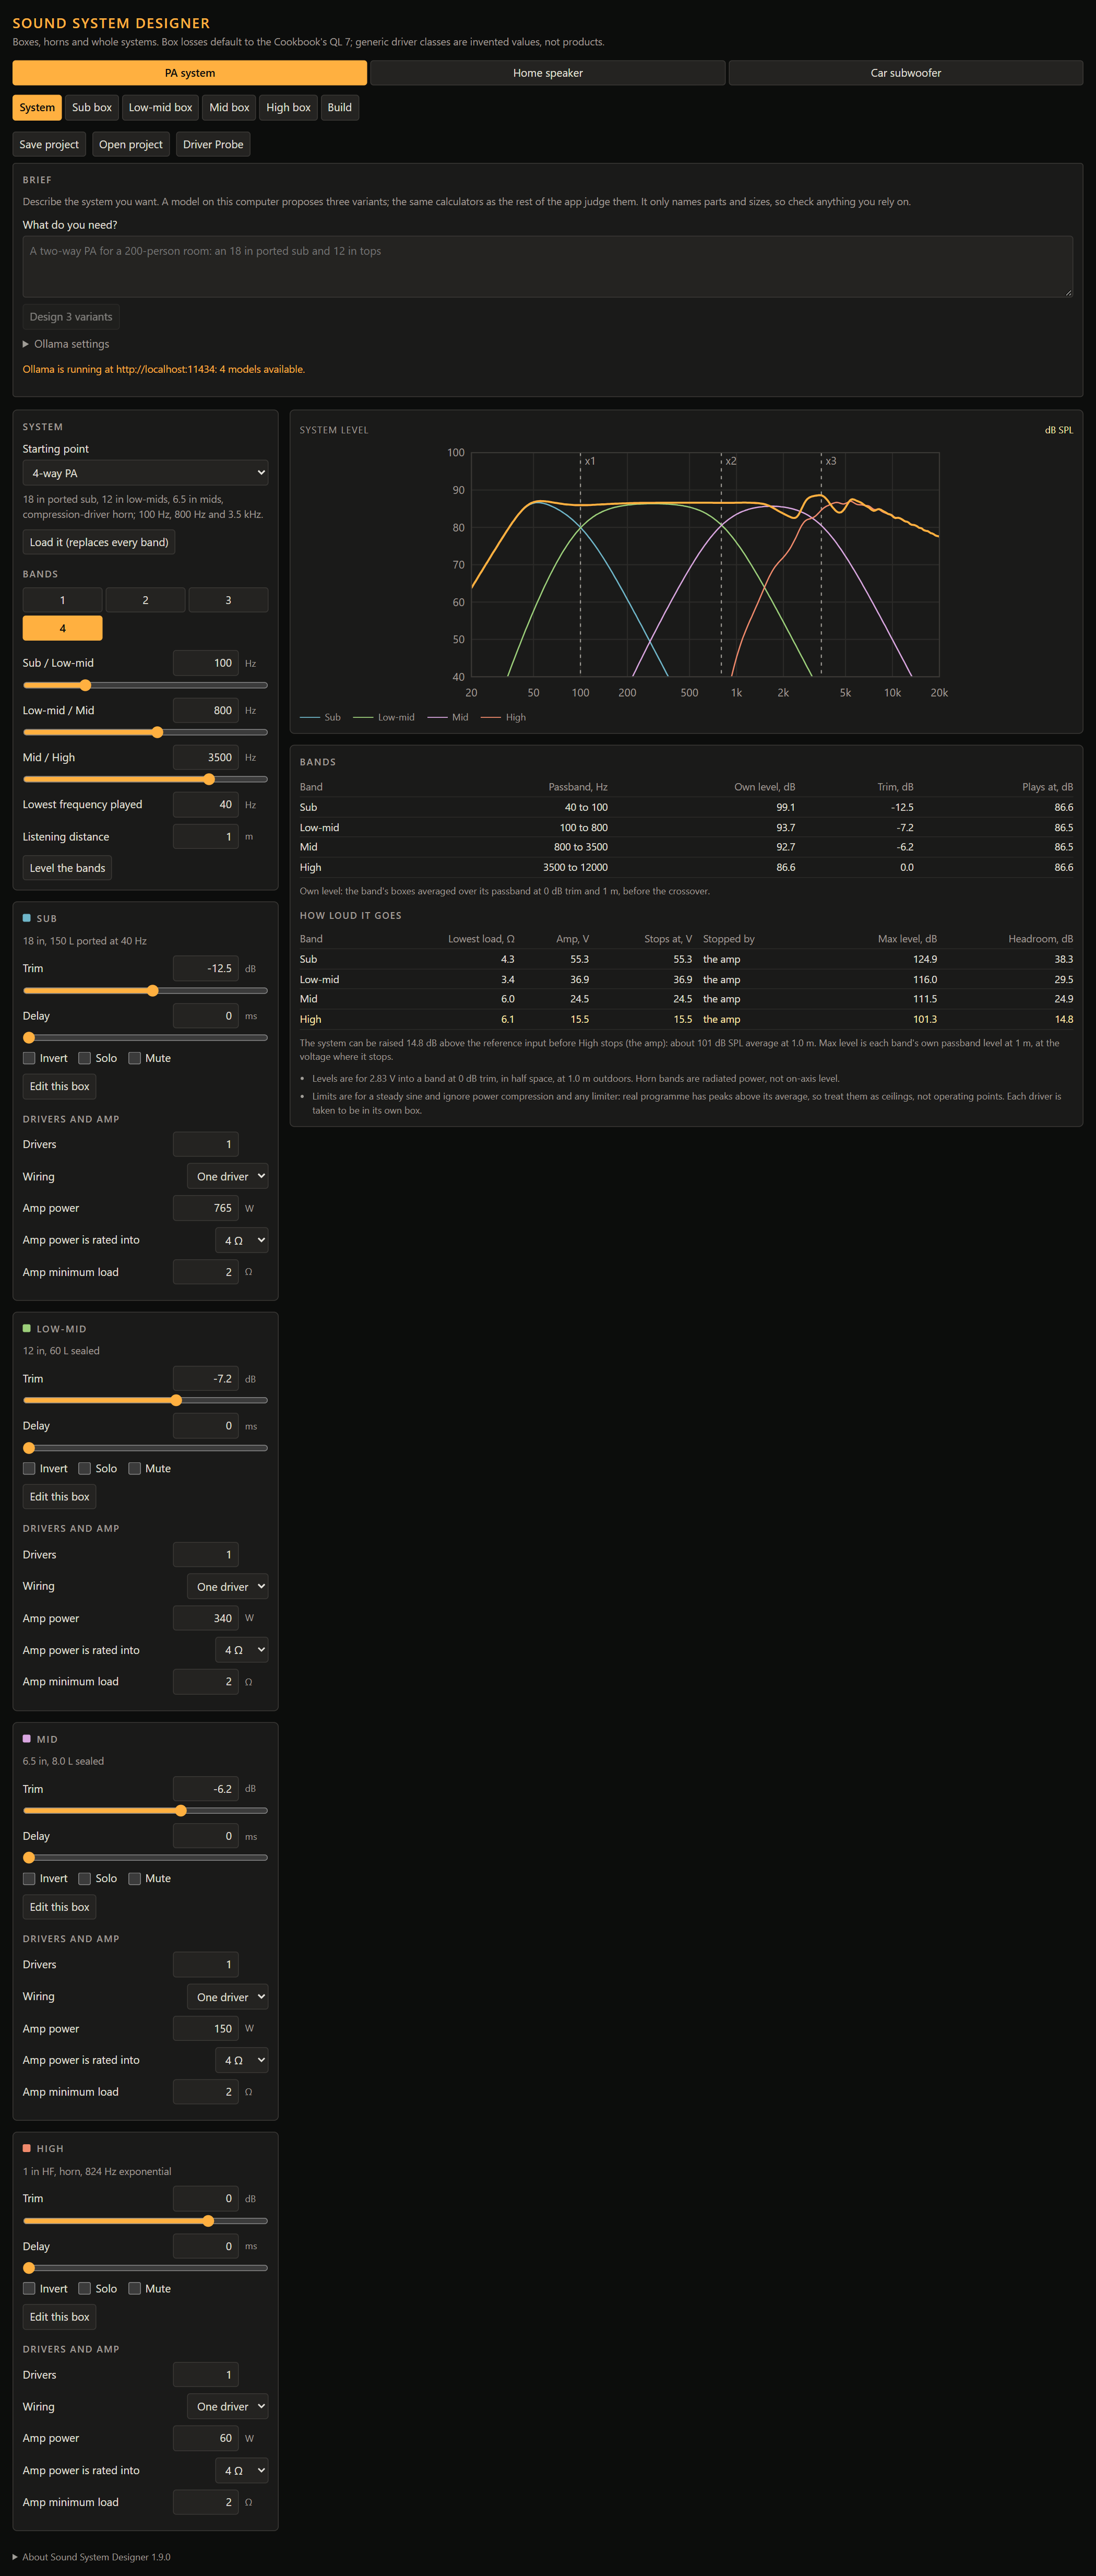 SOUND SYSTEM DESIGNER
Boxes, horns and whole systems. Box losses default to the Cookbook's QL 7; generic driver classes are invented values, not products.
PA system Home speaker Car subwoofer
System Sub box Low-mid box Mid box High box Build
Save project Open project Driver Probe
BRIEF
Describe the system you want. A model on this computer proposes three variants; the same calculators as the rest of the app judge them. It only names parts and sizes, so check anything you rely on.
What do you need?
A two-way PA for a 200-person room: an 18 in ported sub and 12 in tops
Design 3 variants
Ollama settings
Ollama is running at http://localhost:11434: 4 models available.
SYSTEM
Starting point
4-way PA
18 in ported sub, 12 in low-mids, 6.5 in mids,
compression-driver horn; 100 Hz, 800 Hz and 3.5 kHz.
Load it (replaces every band)
BANDS
1 2 3
4
Sub / Low-mid 100 Hz
Low-mid / Mid 800 Hz
Mid / High 3500 Hz
Lowest frequency played 40 Hz
Listening distance 1 m
Level the bands
SUB
18 in, 150 L ported at 40 Hz
Trim -12.5 dB
Delay 0 ms
Invert Solo Mute
Edit this box
DRIVERS AND AMP
Drivers 1
Wiring One driver
Amp power 765 W
Amp power is rated into 4 Ω
Amp minimum load 2 Ω
LOW-MID
12 in, 60 L sealed
Trim -7.2 dB
Delay 0 ms
Invert Solo Mute
Edit this box
DRIVERS AND AMP
Drivers 1
Wiring One driver
Amp power 340 W
Amp power is rated into 4 Ω
Amp minimum load 2 Ω
MID
6.5 in, 8.0 L sealed
Trim -6.2 dB
Delay 0 ms
Invert Solo Mute
Edit this box
DRIVERS AND AMP
Drivers 1
Wiring One driver
Amp power 150 W
Amp power is rated into 4 Ω
Amp minimum load 2 Ω
HIGH
1 in HF, horn, 824 Hz exponential
Trim 0 dB
Delay 0 ms
Invert Solo Mute
Edit this box
DRIVERS AND AMP
Drivers 1
Wiring One driver
Amp power 60 W
Amp power is rated into 4 Ω
Amp minimum load 2 Ω
SYSTEM LEVEL dB SPL
100
x1 x2 x3
90
80
70
60
50
40
20 50 100 200 500 1k 2k 5k 10k 20k
Sub Low-mid Mid High
BANDS
Band Passband, Hz Own level, dB Trim, dB Plays at, dB
Sub 40 to 100 99.1 -12.5 86.6
Low-mid 100 to 800 93.7 -7.2 86.5
Mid 800 to 3500 92.7 -6.2 86.5
High 3500 to 12000 86.6 0.0 86.6
Own level: the band's boxes averaged over its passband at 0 dB trim and 1 m, before the crossover.
HOW LOUD IT GOES
Band Lowest load, Ω Amp, V Stops at, V Stopped by Max level, dB Headroom, dB
Sub 4.3 55.3 55.3 the amp 124.9 38.3
Low-mid 3.4 36.9 36.9 the amp 116.0 29.5
Mid 6.0 24.5 24.5 the amp 111.5 24.9
High 6.1 15.5 15.5 the amp 101.3 14.8
The system can be raised 14.8 dB above the reference input before High stops (the amp): about 101 dB SPL average at 1.0 m. Max level is each band's own passband level at 1 m, at the
voltage where it stops.
• Levels are for 2.83 V into a band at 0 dB trim, in half space, at 1.0 m outdoors. Horn bands are radiated power, not on-axis level.
• Limits are for a steady sine and ignore power compression and any limiter: real programme has peaks above its average, so treat them as ceilings, not operating points. Each driver is
taken to be in its own box.
About Sound System Designer 1.9.0